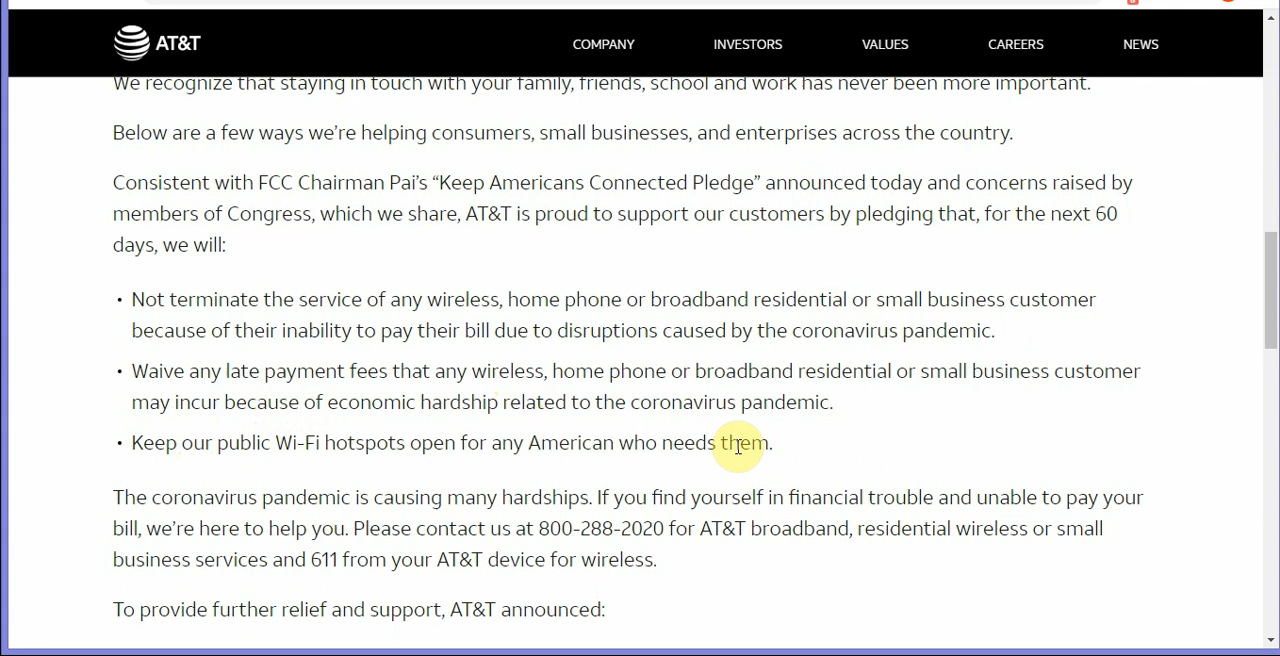 AT&T
COMPANY
INVESTORS
VALUES
CAREERS
NEWS
We recognize that staying in touch with your family, friends, school and work has never been more important.
Below are a few ways we’re helping consumers, small businesses, and enterprises across the country.
Consistent with FCC Chairman Pai’s “Keep Americans Connected Pledge” announced today and concerns raised by
members of Congress, which we share, AT&T is proud to support our customers by pledging that, for the next 60
days, we will:
• Not terminate the service of any wireless, home phone or broadband residential or small business customer
because of their inability to pay their bill due to disruptions caused by the coronavirus pandemic.
• Waive any late payment fees that any wireless, home phone or broadband residential or small business customer
may incur because of economic hardship related to the coronavirus pandemic.
• Keep our public Wi-Fi hotspots open for any American who needs them.
The coronavirus pandemic is causing many hardships. If you find yourself in financial trouble and unable to pay your
bill, we’re here to help you. Please contact us at 800-288-2020 for AT&T broadband, residential wireless or small
business services and 611 from your AT&T device for wireless.
To provide further relief and support, AT&T announced: